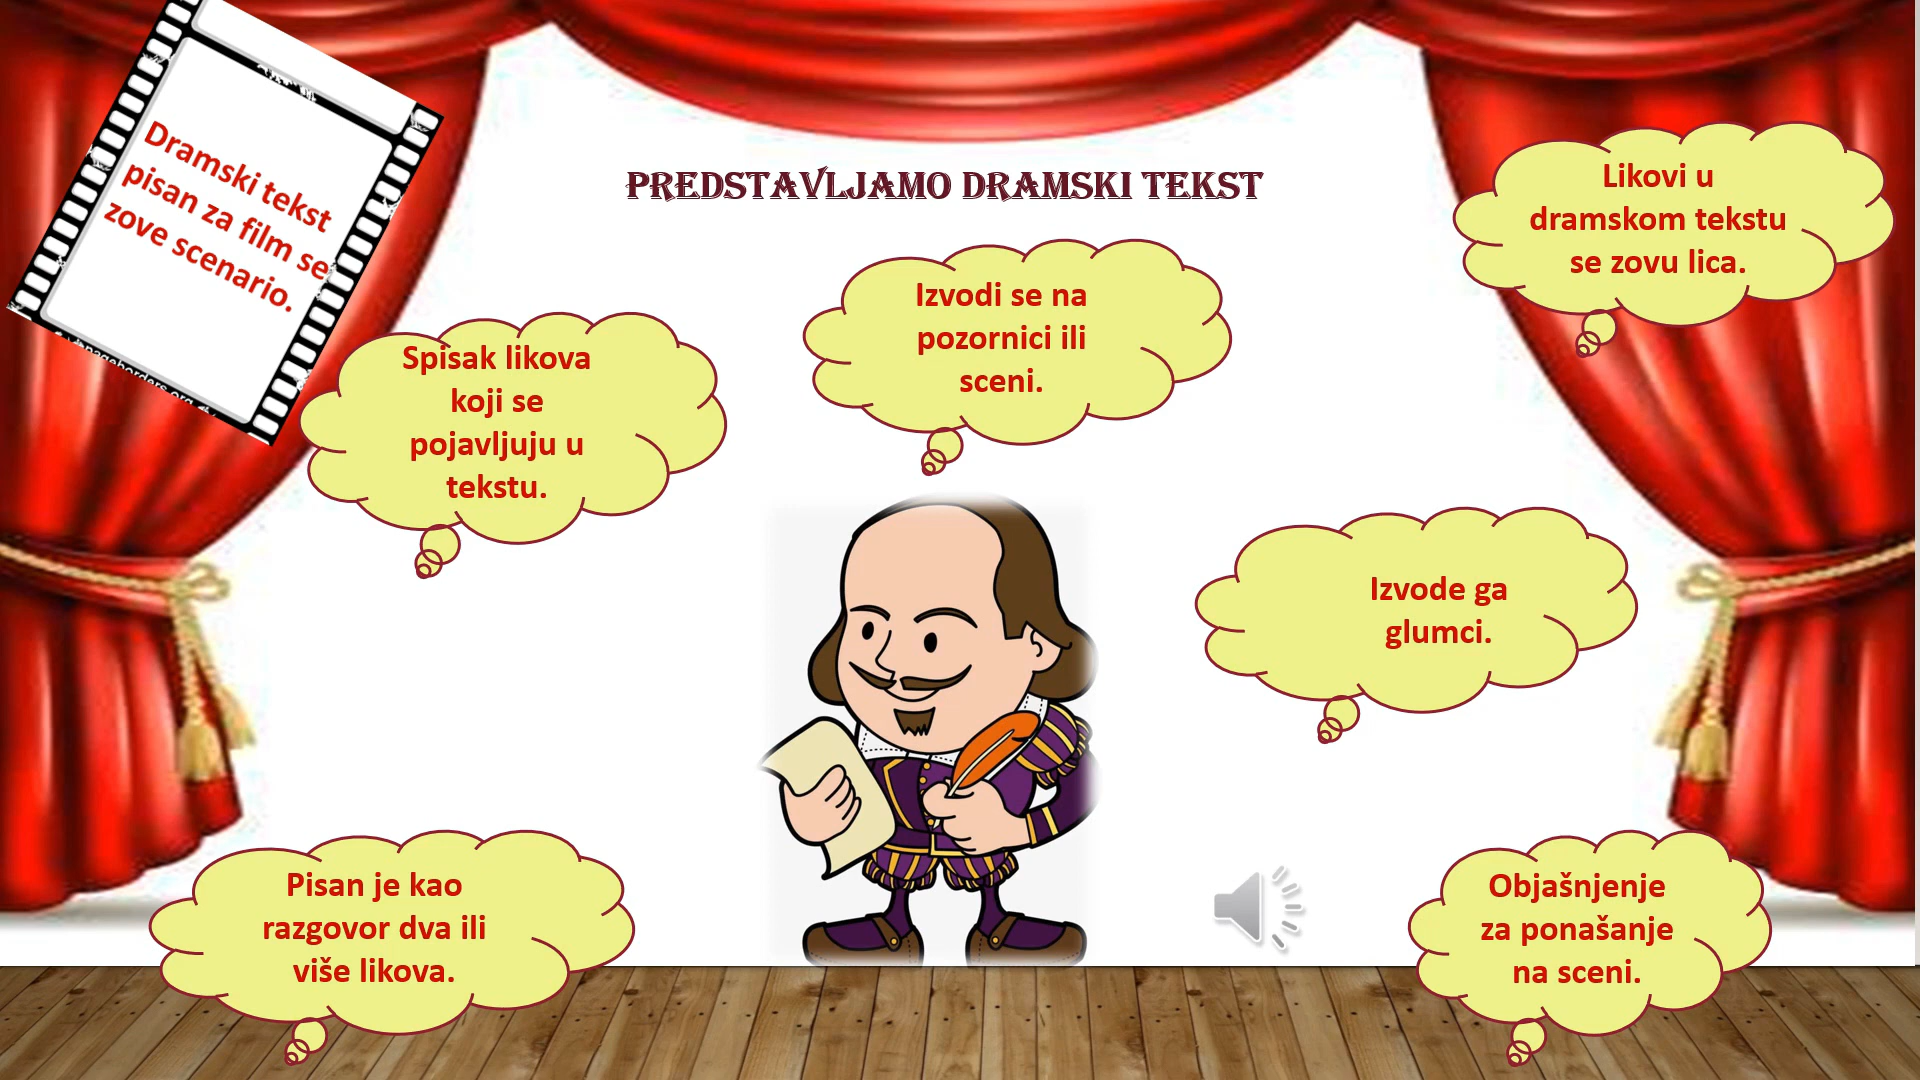 PREDSTAVLJAMO DRAMSKI TEKST
Dramski tekst
pisan za film se
zove scenario.
Spisak likova
koji se
pojavljuju u
tekstu.
Izvodi se na
pozornici ili
sceni.
Likovi u
dramskom tekstu
se zovu lica.
Izvode ga
glumci.
Pisan je kao
razgovor dva ili
više likova.
Objašnjenje
za ponašanje
na sceni.